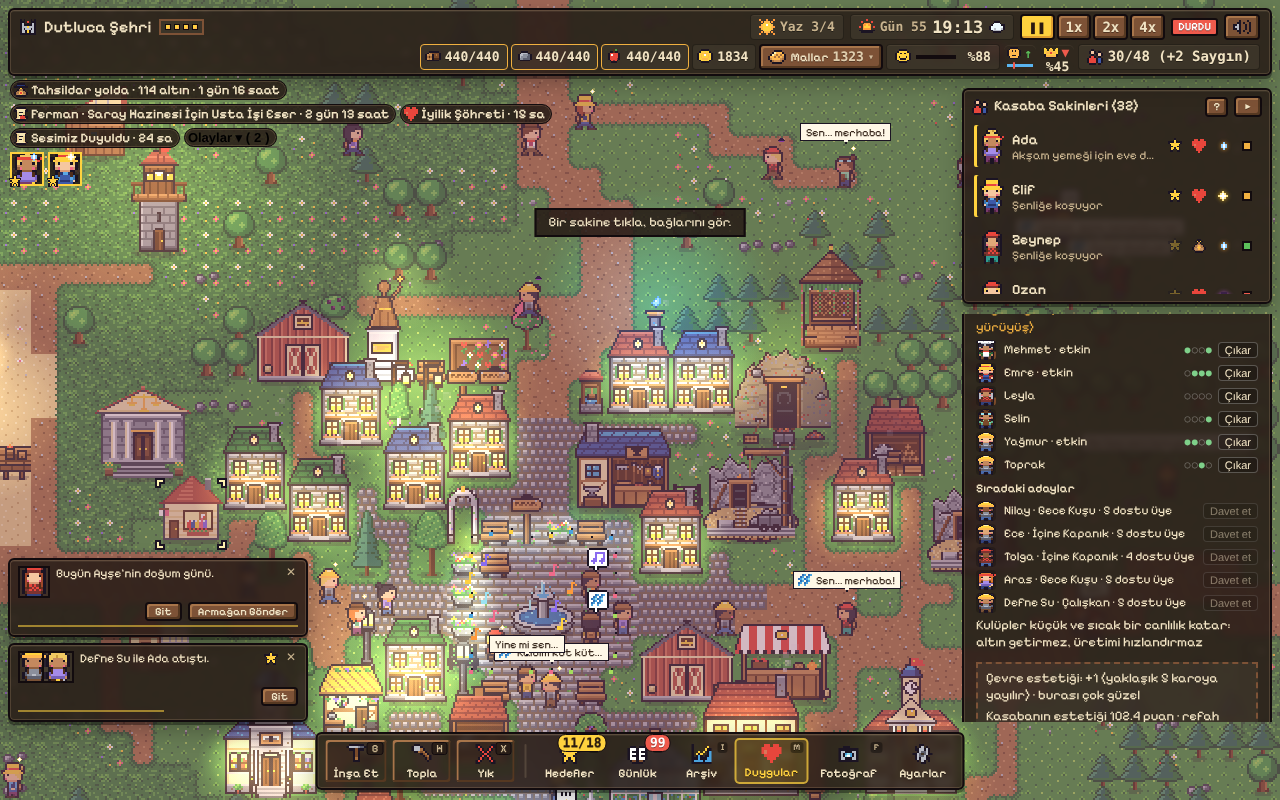 Dutluca Şehri
Yaz 3/4
Gün 55 19:13
1x
2x
4x
DURDU
440/440
440/440
440/440
1834
Mallar 1323
%88
%45
30/48 (+2 Saygın)
Tahsildar yolda · 114 altın · 1 gün 16 saat
Ferman · Saray Hazinesi İçin Usta İşi Eser · 2 gün 19 saat
İyilik Şöhreti · 18 sa
Sesimiz Duyuldu · 84 sa
Olaylar ▾ ( 2 )
Sen... merhaba!
Bir sakine tıkla, bağlarını gör.
Kasaba Sakinleri (32)
?
Ada
Akşam yemeği için eve d...
Elif
Şenliğe koşuyor
Zeynep
Şenliğe koşuyor
Ozan
yürüyüş)
Mehmet · etkin
Çıkar
Emre · etkin
Çıkar
Leyla
Çıkar
Selin
Çıkar
Yağmur · etkin
Çıkar
Toprak
Çıkar
Sıradaki adaylar
Nilay · Gece Kuşu · 5 dostu üye
Davet et
Ece · İçine Kapanık · 5 dostu üye
Davet et
Tolga · İçine Kapanık · 4 dostu üye
Davet et
Aras · Gece Kuşu · 5 dostu üye
Davet et
Defne Su · Çalışkan · 5 dostu üye
Davet et
Kulüpler küçük ve sıcak bir canlılık katar:
altın getirmez, üretimi hızlandırmaz
Çevre estetiği +1 (yaklaşık 5 karoya
yayılır) · burası çok güzel
Kasabanın estetiği 102.4 puan · refah
Sen... merhaba!
Yine mi sen...
küt...
Bugün Ayşe'nin doğum günü.
×
Git
Armağan Gönder
Defne Su ile Ada atıştı.
×
Git
İnşa Et
B
Topla
H
Yık
X
11/18
Hedefler
99
Günlük
Arşiv
I
Duygular
M
Fotoğraf
F
Ayarlar